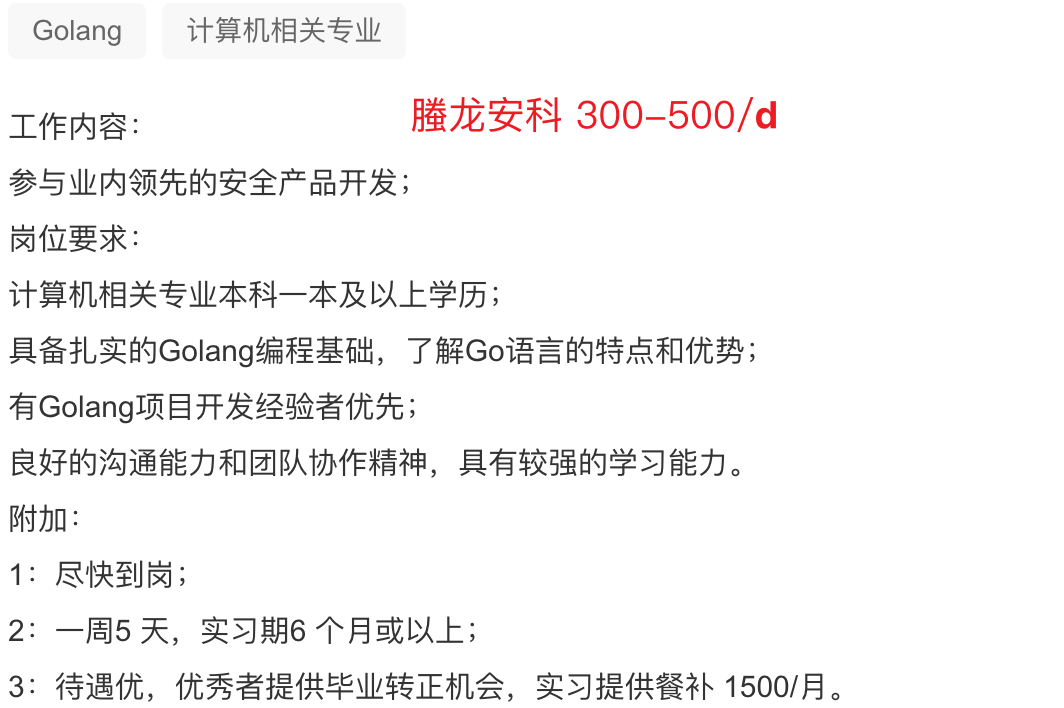 Golang 计算机相关专业
塍龙安科 300-500/d
工作内容：
参与业内领先的安全产品开发；
岗位要求：
计算机相关专业本科一本及以上学历；
具备扎实的Golang编程基础，了解Go语言的特点和优势；
有Golang项目开发经验者优先；
良好的沟通能力和团队协作精神，具有较强的学习能力。
附加：
1：尽快到岗；
2：一周5 天，实习期6 个月或以上；
3：待遇优，优秀者提供毕业转正机会，实习提供餐补 1500/月。